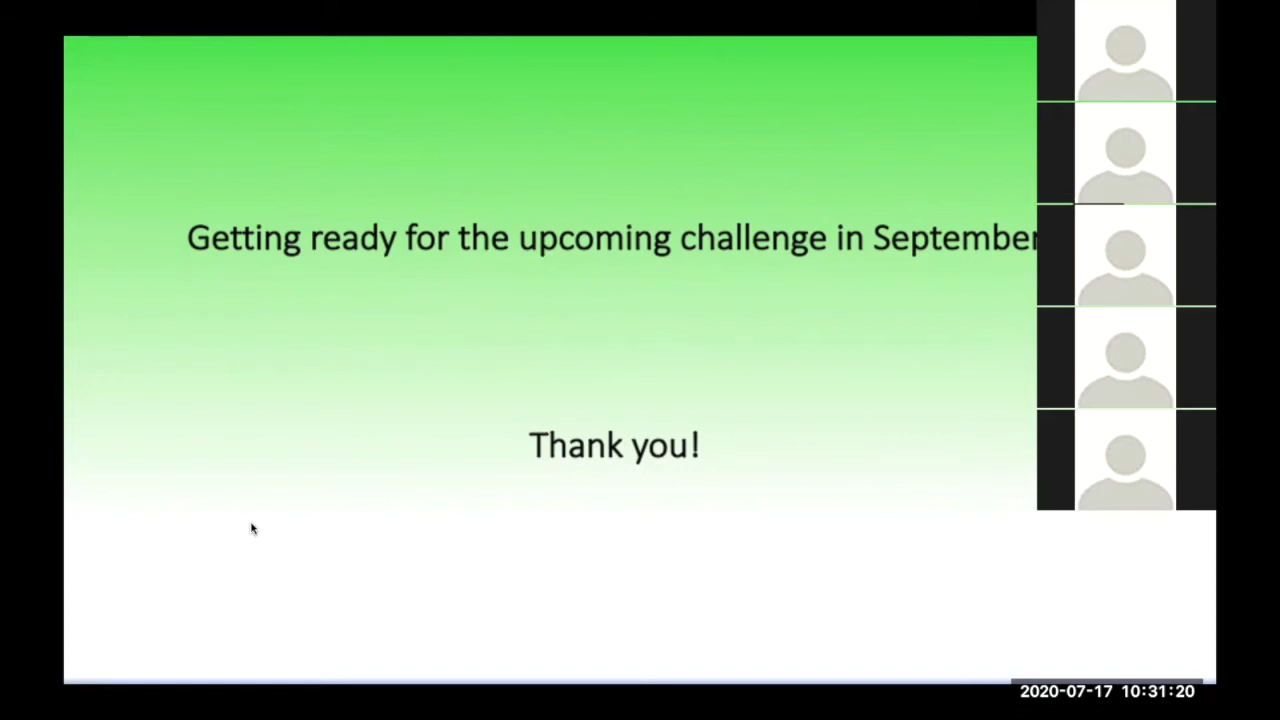 Getting ready for the upcoming challenge in September
Thank you!
2020-07-17 10:31:20